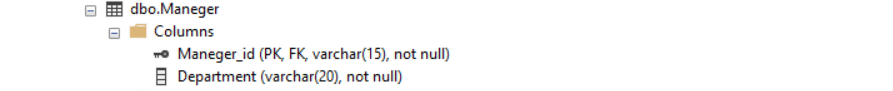 dbo.Maneger
Columns
Maneger_id (PK, FK, varchar(15), not null)
Department (varchar(20), not null)